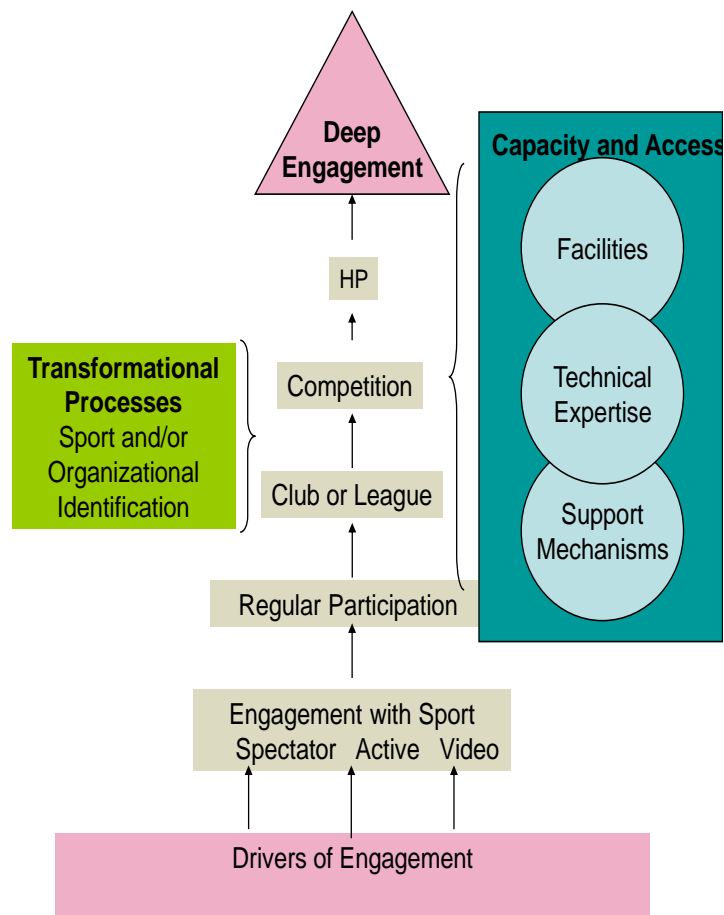 Deep
Engagement
Capacity and Access
Facilities
HP
Transformational
Processes
Sport and/or
Organizational
Identification
Competition
Technical
Expertise
Club or League
Support
Mechanisms
Regular Participation
Engagement with Sport
Spectator Active Video
Drivers of Engagement